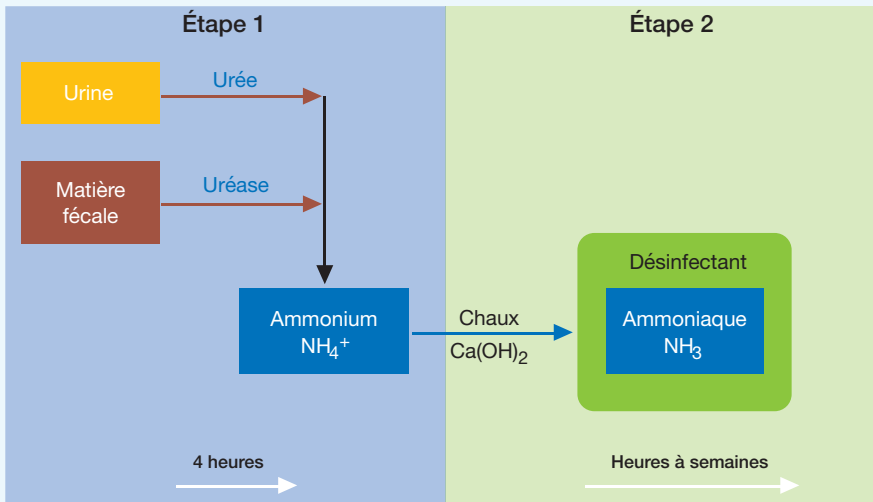 Étape 1
Étape 2
Urine
Urée
Matière
fécale
Uréase
Ammonium
NH₄⁺
Chaux
Ca(OH)₂
Désinfectant
Ammoniaque
NH₃
4 heures
Heures à semaines